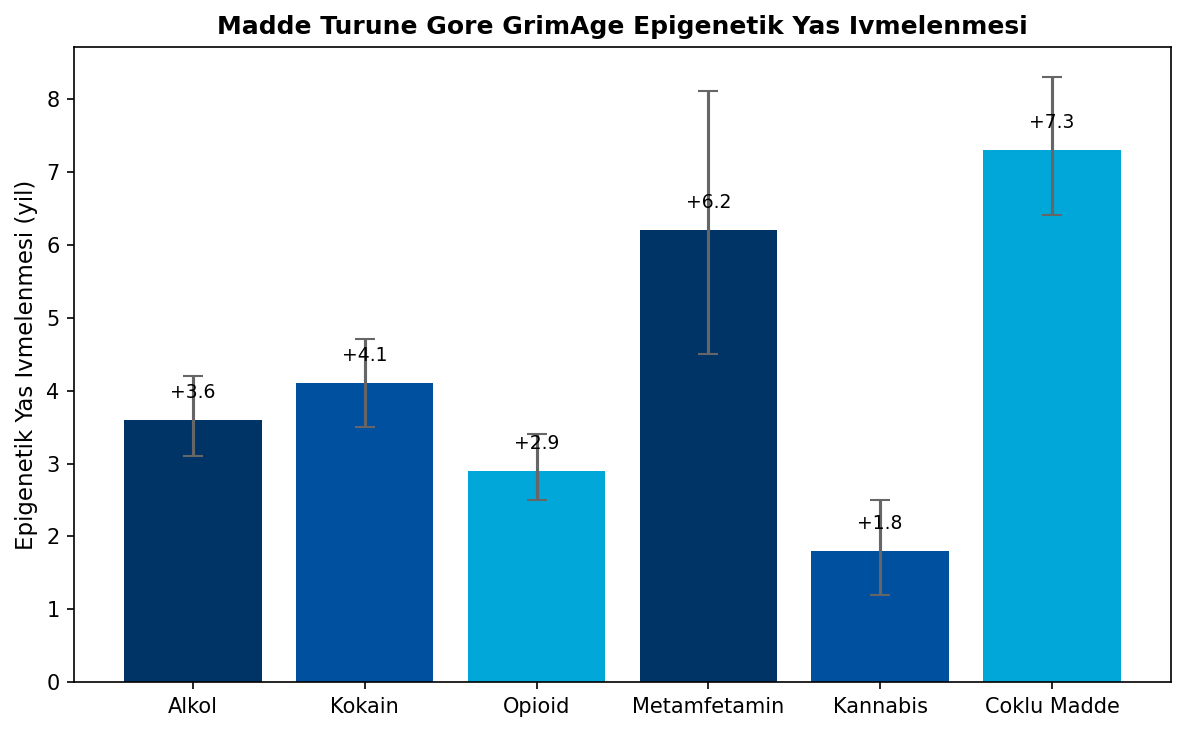 Madde Turune Gore GrimAge Epigenetik Yas Ivmelenmesi
Epigenetik Yas Ivmelenmesi (yil)
8
7
6
5
4
3
2
1
0
+3.6
+4.1
+2.9
+6.2
+1.8
+7.3
Alkol
Kokain
Opioid
Metamfetamin
Kannabis
Coklu Madde